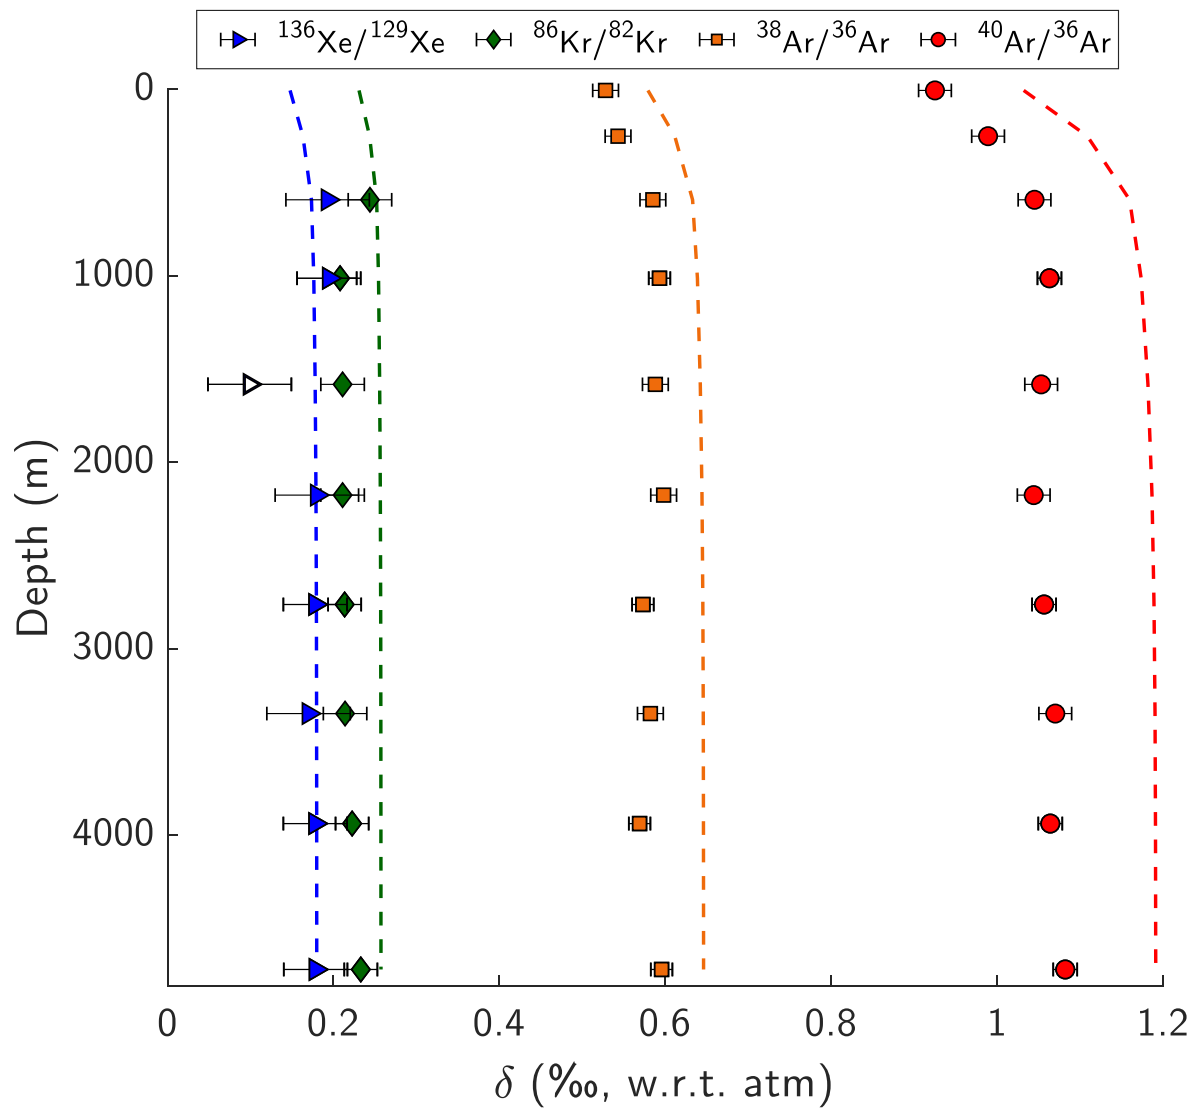 ¹³⁶Xe/¹²⁹Xe ⁸⁶Kr/⁸²Kr ³⁸Ar/³⁶Ar ⁴⁰Ar/³⁶Ar
0
1000
2000
3000
4000
Depth (m)
0 0.2 0.4 0.6 0.8 1 1.2
δ (‰, w.r.t. atm)